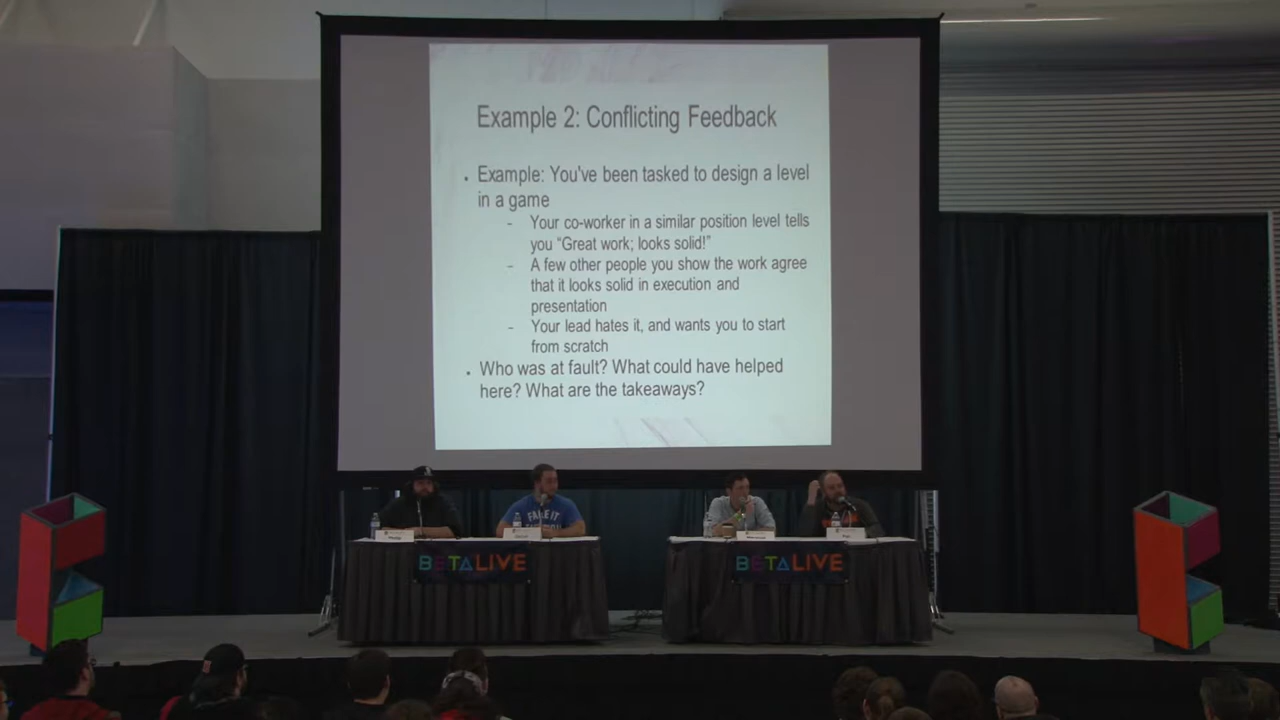 Example 2: Conflicting Feedback
• Example: You've been tasked to design a level
in a game
- Your co-worker in a similar position level tells
you “Great work; looks solid!”
- A few other people you show the work agree
that it looks solid in execution and
presentation
- Your lead hates it, and wants you to start
from scratch
• Who was at fault? What could have helped
here? What are the takeaways?
BETALIVE
BETALIVE